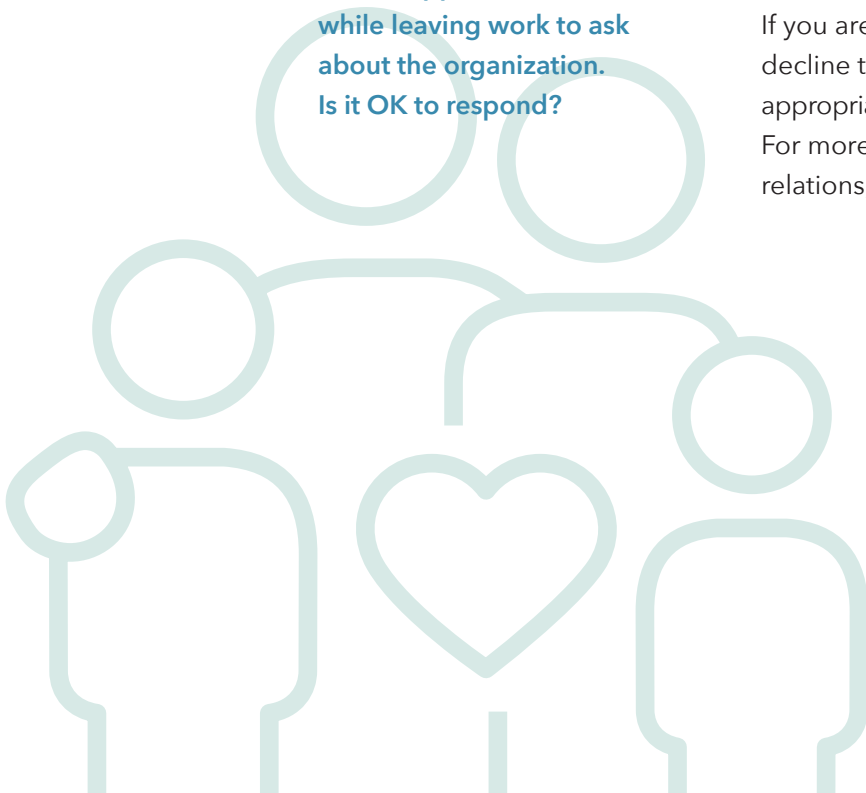 while leaving work to ask
about the organization.
Is it OK to respond?
If you are
decline t
appropria
For more
relations